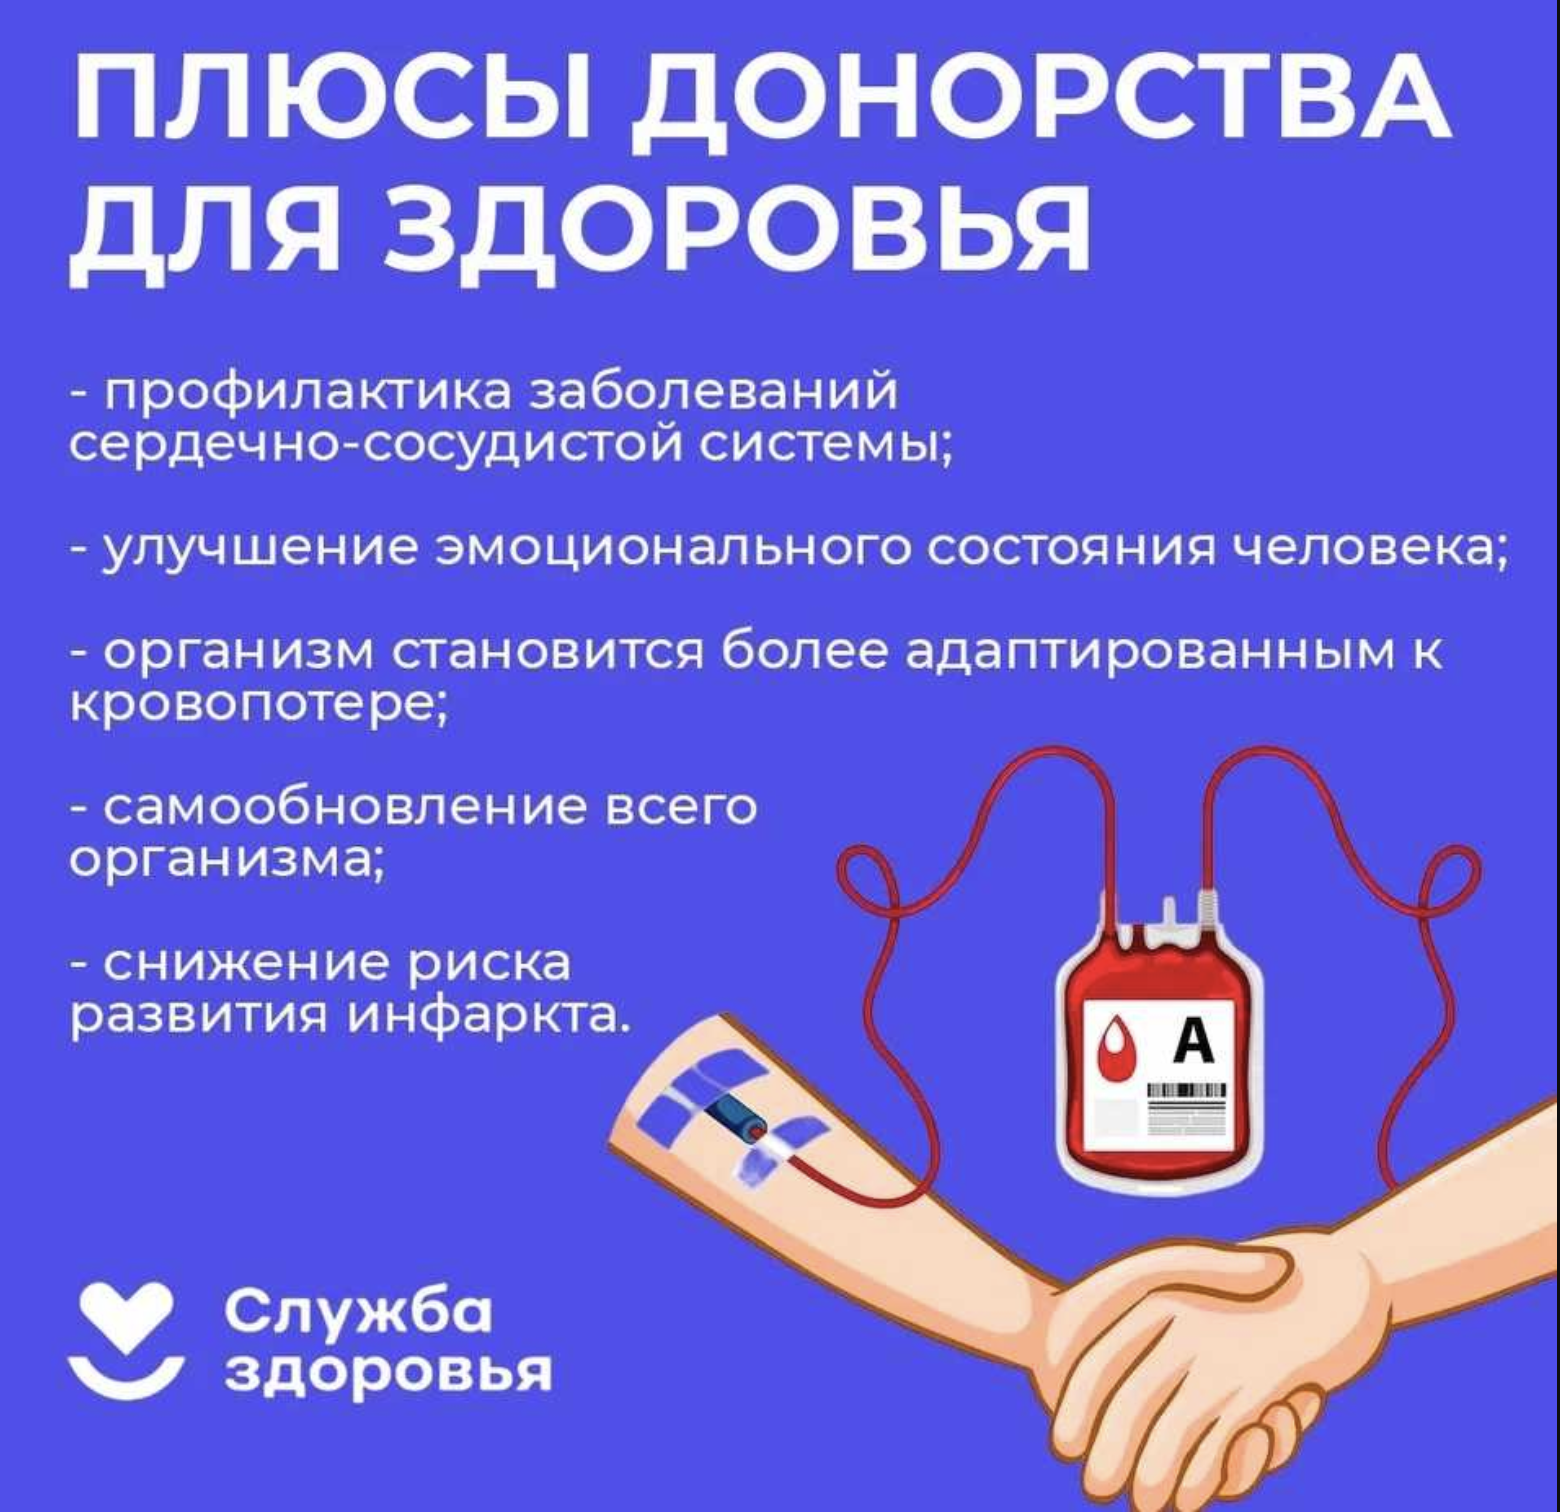 ПЛЮСЫ ДОНОРСТВА
ДЛЯ ЗДОРОВЬЯ
- профилактика заболеваний
сердечно-сосудистой системы;
- улучшение эмоционального состояния человека;
- организм становится более адаптированным к
кровопотере;
- самообновление всего
организма;
- снижение риска
развития инфаркта.
A
Служба
здоровья